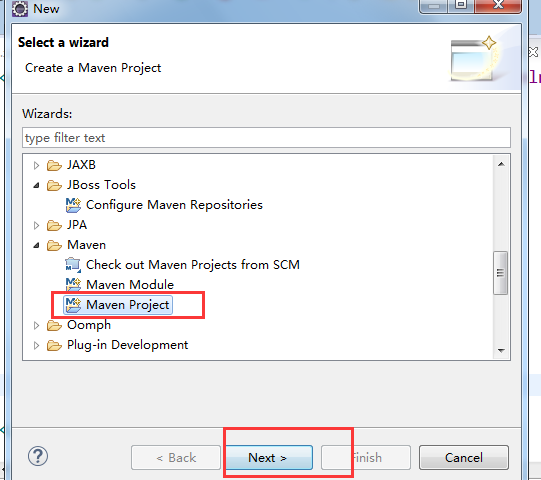 New
Select a wizard
Create a Maven Project
Wizards:
type filter text
JAXB
JBoss Tools
Configure Maven Repositories
JPA
Maven
Check out Maven Projects from SCM
Maven Module
Maven Project
Oomph
Plug-in Development
< Back
Next >
Finish
Cancel